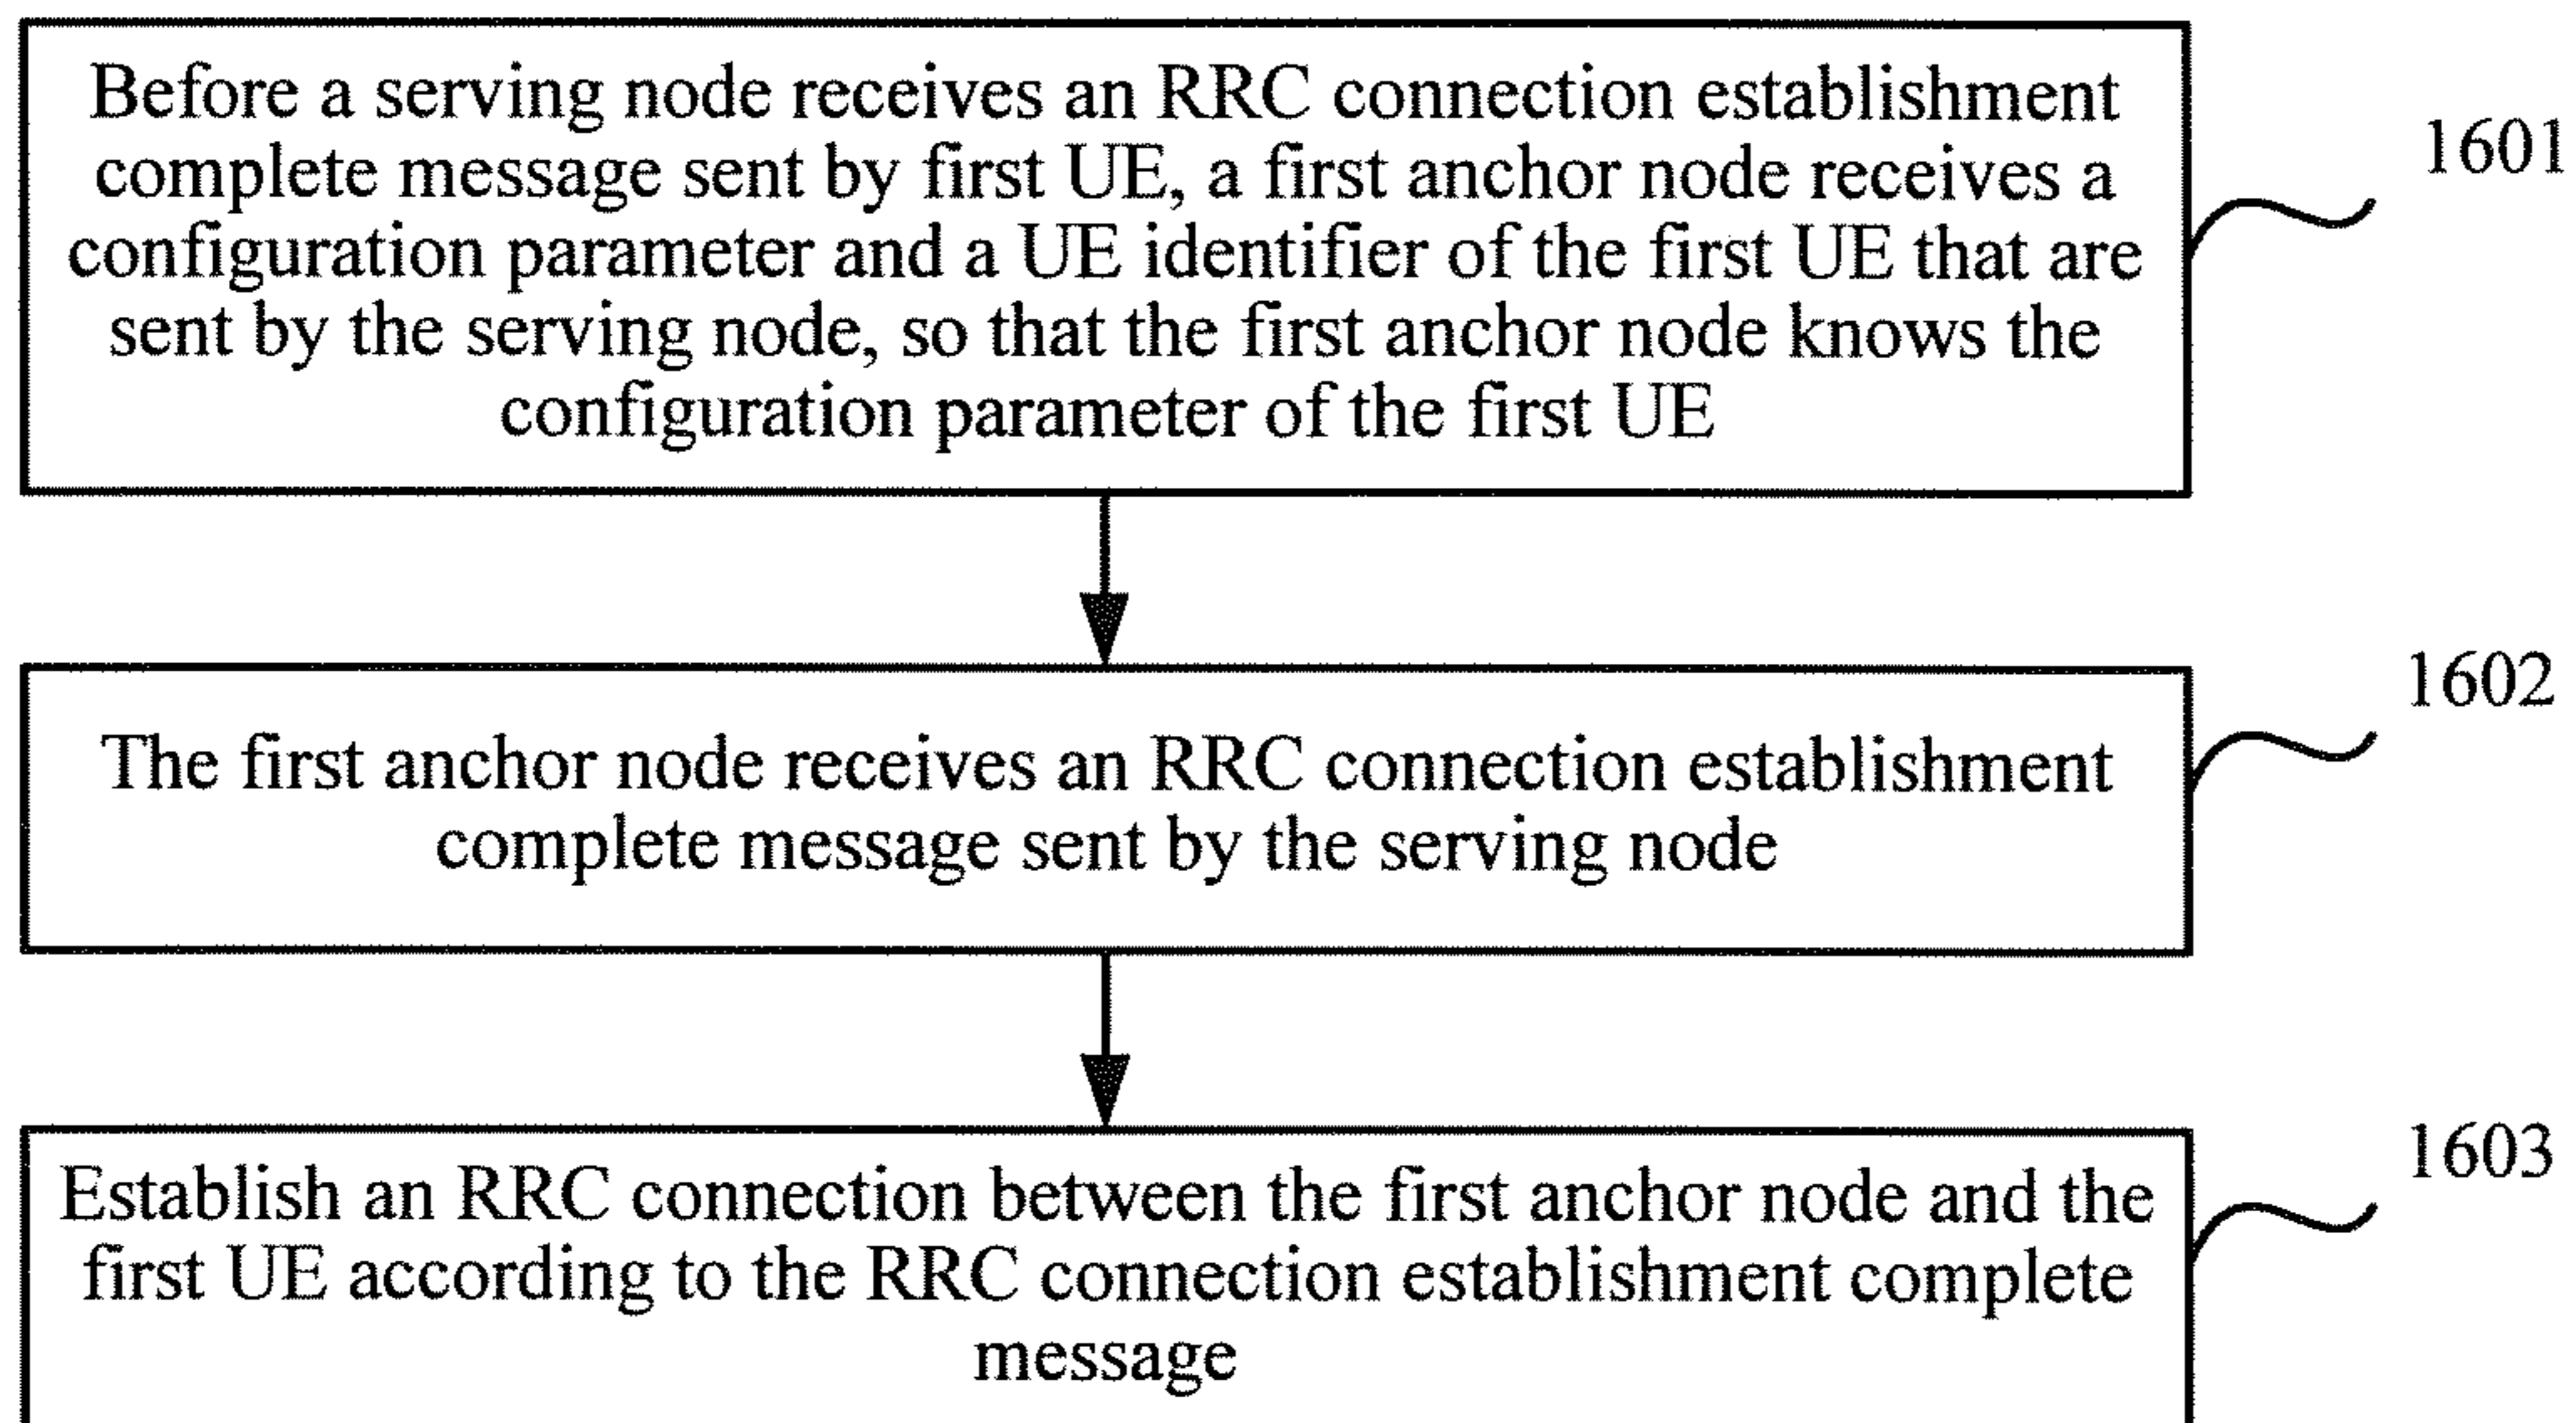 Before a serving node receives an RRC connection establishment
complete message sent by first UE, a first anchor node receives a
configuration parameter and a UE identifier of the first UE that are
sent by the serving node, so that the first anchor node knows the
configuration parameter of the first UE
1601
The first anchor node receives an RRC connection establishment
complete message sent by the serving node
1602
Establish an RRC connection between the first anchor node and the
first UE according to the RRC connection establishment complete
message
1603